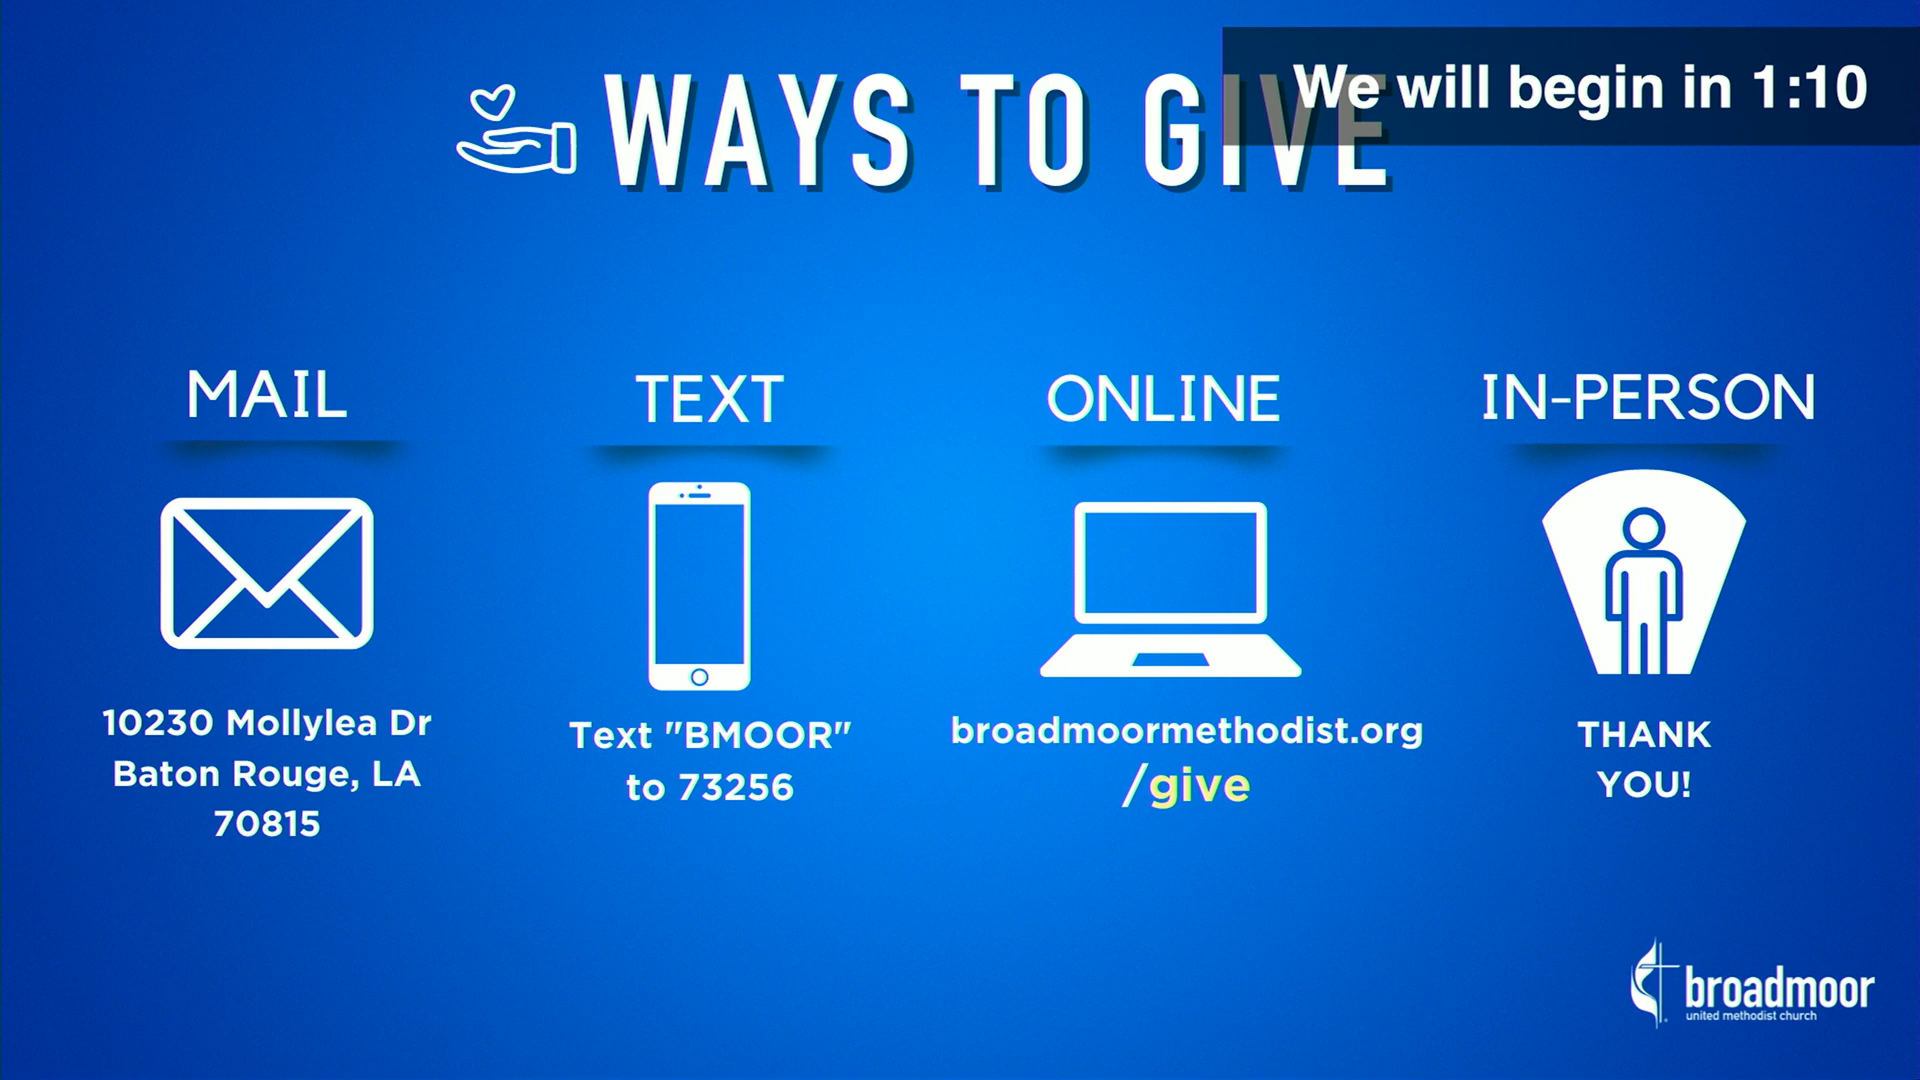 We will begin in 1:10
WAYS TO GIVE
MAIL
TEXT
ONLINE
IN-PERSON
10230 Mollylea Dr
Baton Rouge, LA
70815
Text "BMOOR"
to 73256
broadmoormethodist.org
/give
THANK
YOU!
broadmoor
united methodist church